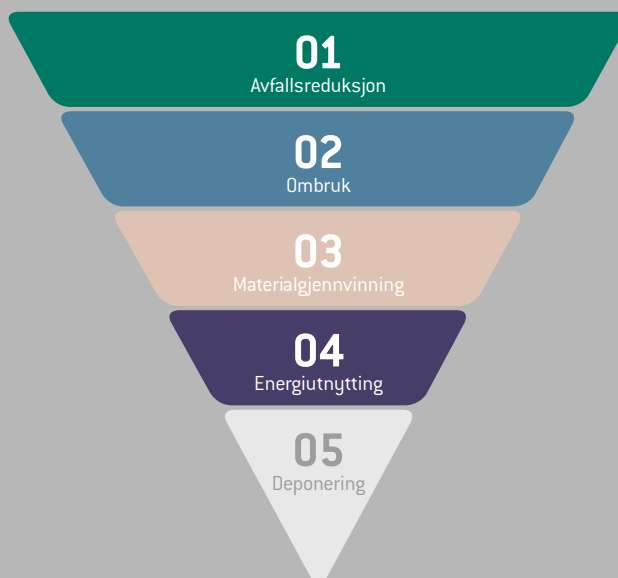 01
Avfallsreduksjon
02
Ombruk
03
Materialgjennvinning
04
Energiutnytting
05
Deponering